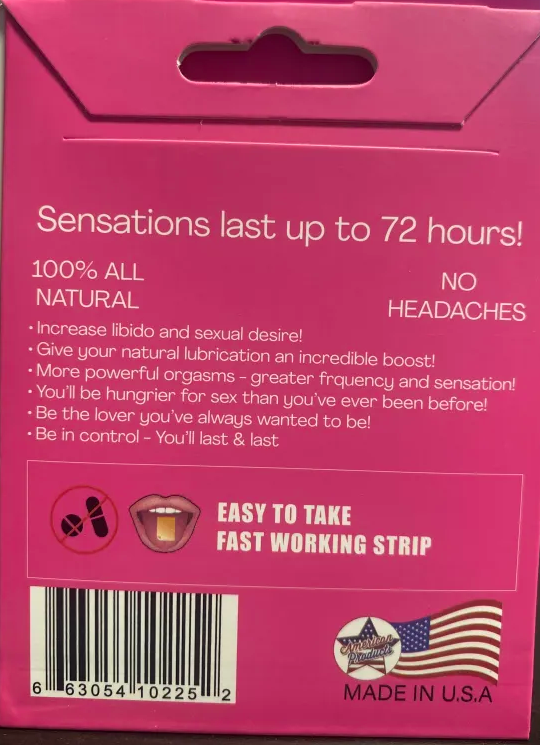 Sensations last up to 72 hours!
100% ALL
NATURAL
NO
HEADACHES
• Increase libido and sexual desire!
• Give your natural lubrication an incredible boost!
• More powerful orgasms - greater frquency and sensation!
• You'll be hungrier for sex than you've ever been before!
• Be the lover you've always wanted to be!
• Be in control - You'll last & last
EASY TO TAKE
FAST WORKING STRIP
6 63054 10225 2
American
Products
MADE IN U.S.A